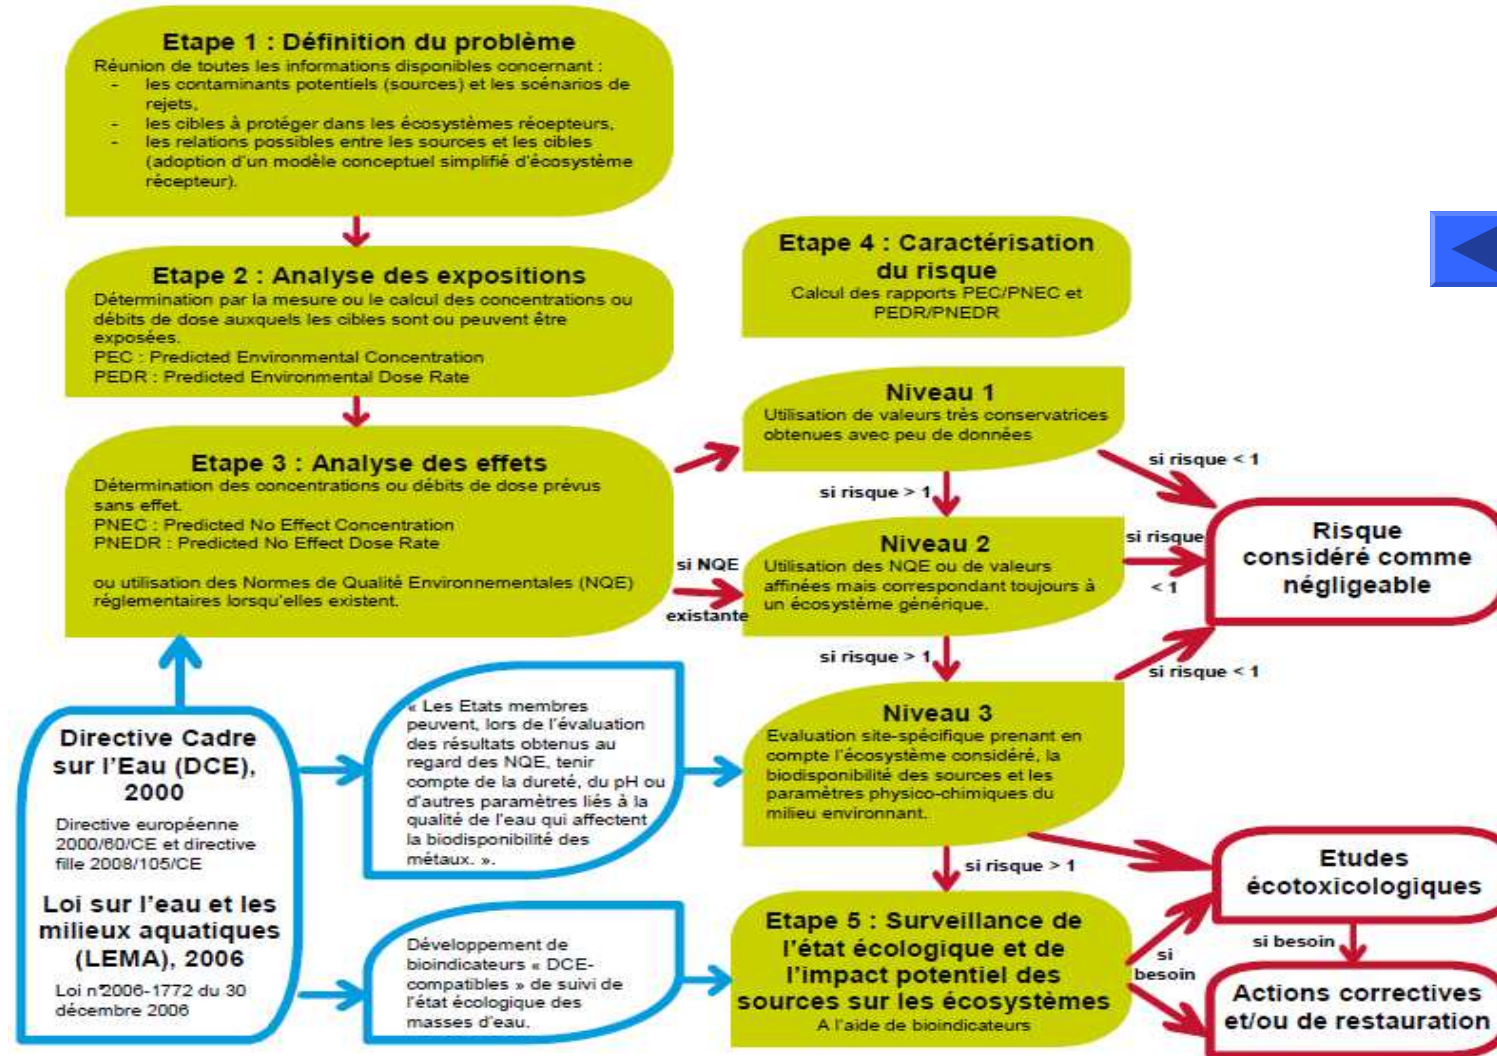 Etape 1 : Définition du problème
Réunion de toutes les informations disponibles concernant :
- les contaminants potentiels (sources) et les scénarios de
rejets,
- les cibles à protéger dans les écosystèmes récepteurs,
- les relations possibles entre les sources et les cibles
(adoption d'un modèle conceptuel simplifié d'écosystème
récepteur).
Etape 2 : Analyse des expositions
Détermination par la mesure ou le calcul des concentrations ou
débits de dose auxquels les cibles sont ou peuvent être
exposées.
PEC : Predicted Environmental Concentration
PEDR : Predicted Environmental Dose Rate
Etape 3 : Analyse des effets
Détermination des concentrations ou débits de dose prévus
sans effet.
PNEC : Predicted No Effect Concentration
PNEDR : Predicted No Effect Dose Rate
ou utilisation des Normes de Qualité Environnementales (NQE)
réglementaires lorsqu'elles existent.
si NQE
existante
Etape 4 : Caractérisation
du risque
Calcul des rapports PEC/PNEC et
PEDR/PNEDR
Niveau 1
Utilisation de valeurs très conservatrices
obtenues avec peu de données
si risque < 1
si risque > 1
Niveau 2
Utilisation des NQE ou de valeurs
affinées mais correspondant toujours à
un écosystème générique.
si risque
< 1
Risque
considéré comme
négligeable
si risque > 1
si risque < 1
Niveau 3
Evaluation site-spécifique prenant en
compte l'écosystème considéré, la
biodisponibilité des sources et les
paramètres physico-chimiques du
milieu environnant.
si risque > 1
Directive Cadre
sur l'Eau (DCE),
2000
Directive européenne
2000/60/CE et directive
fille 2008/105/CE
Loi sur l'eau et les
milieux aquatiques
(LEMA), 2006
Loi n°2006-1772 du 30
décembre 2006
« Les Etats membres
peuvent, lors de l'évaluation
des résultats obtenus au
regard des NQE, tenir
compte de la dureté, du pH ou
d'autres paramètres liés à la
qualité de l'eau qui affectent
la biodisponibilité des
métaux. ».
Développement de
bioindicateurs « DCE-
compatibles » de suivi de
l'état écologique des
masses d'eau.
Etape 5 : Surveillance de
l'état écologique et de
l'impact potentiel des
sources sur les écosystèmes
A l'aide de bioindicateurs
si
besoin
Etudes
écotoxicologiques
si besoin
Actions correctives
et/ou de restauration